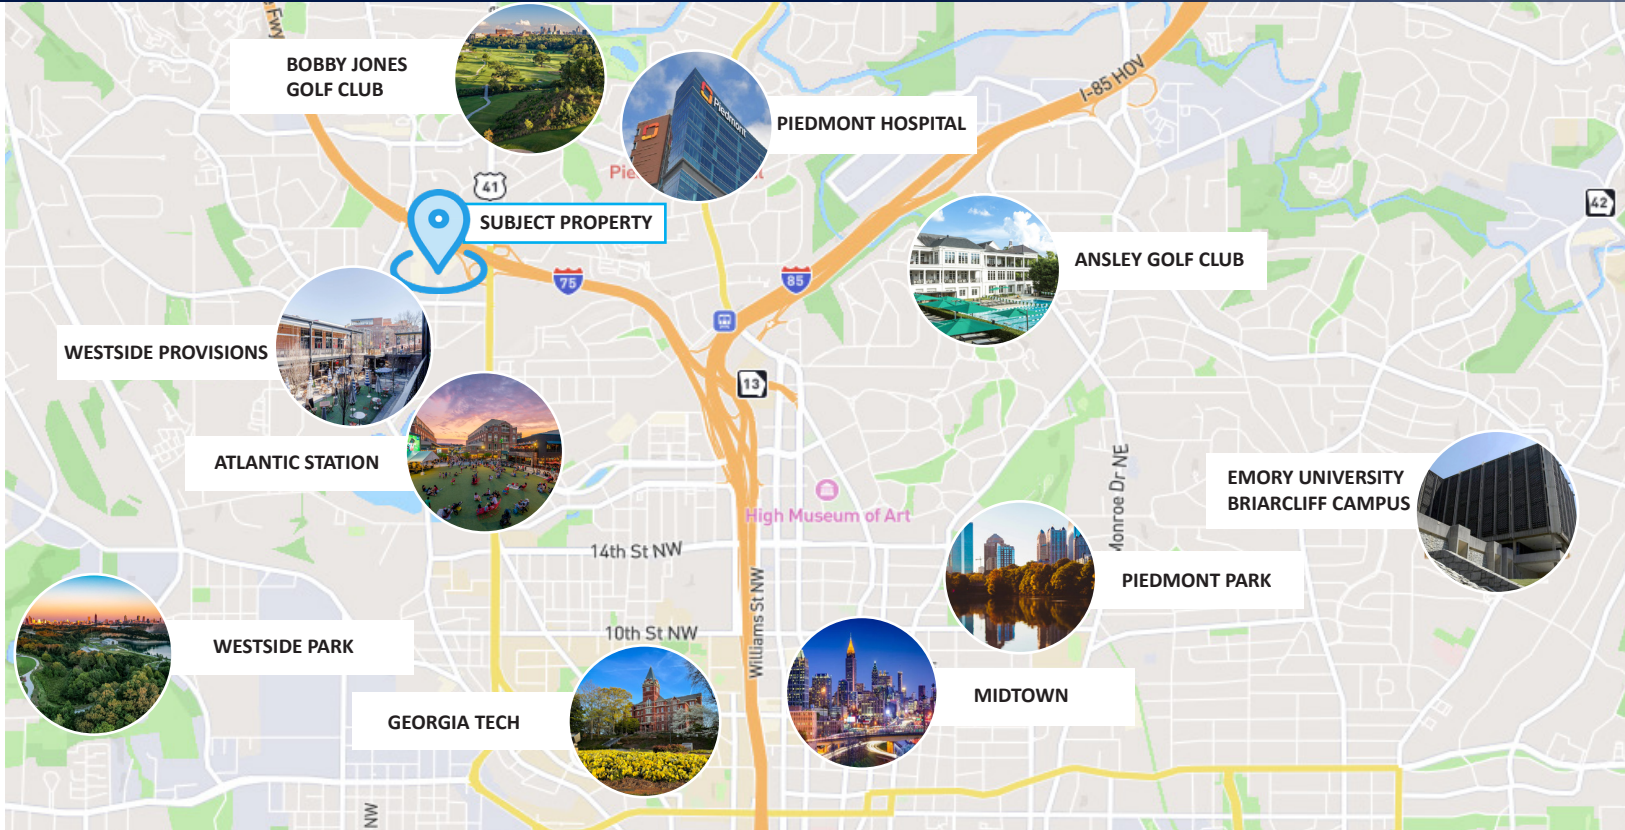 Fwy
BOBBY JONES
GOLF CLUB
Piedmont
PIEDMONT HOSPITAL
I-85 HOV
41
42
SUBJECT PROPERTY
ANSLEY GOLF CLUB
75
85
WESTSIDE PROVISIONS
13
ATLANTIC STATION
Monroe Dr NE
EMORY UNIVERSITY
BRIARCLIFF CAMPUS
High Museum of Art
14th St NW
PIEDMONT PARK
Williams St NW
10th St NW
WESTSIDE PARK
MIDTOWN
GEORGIA TECH
NW